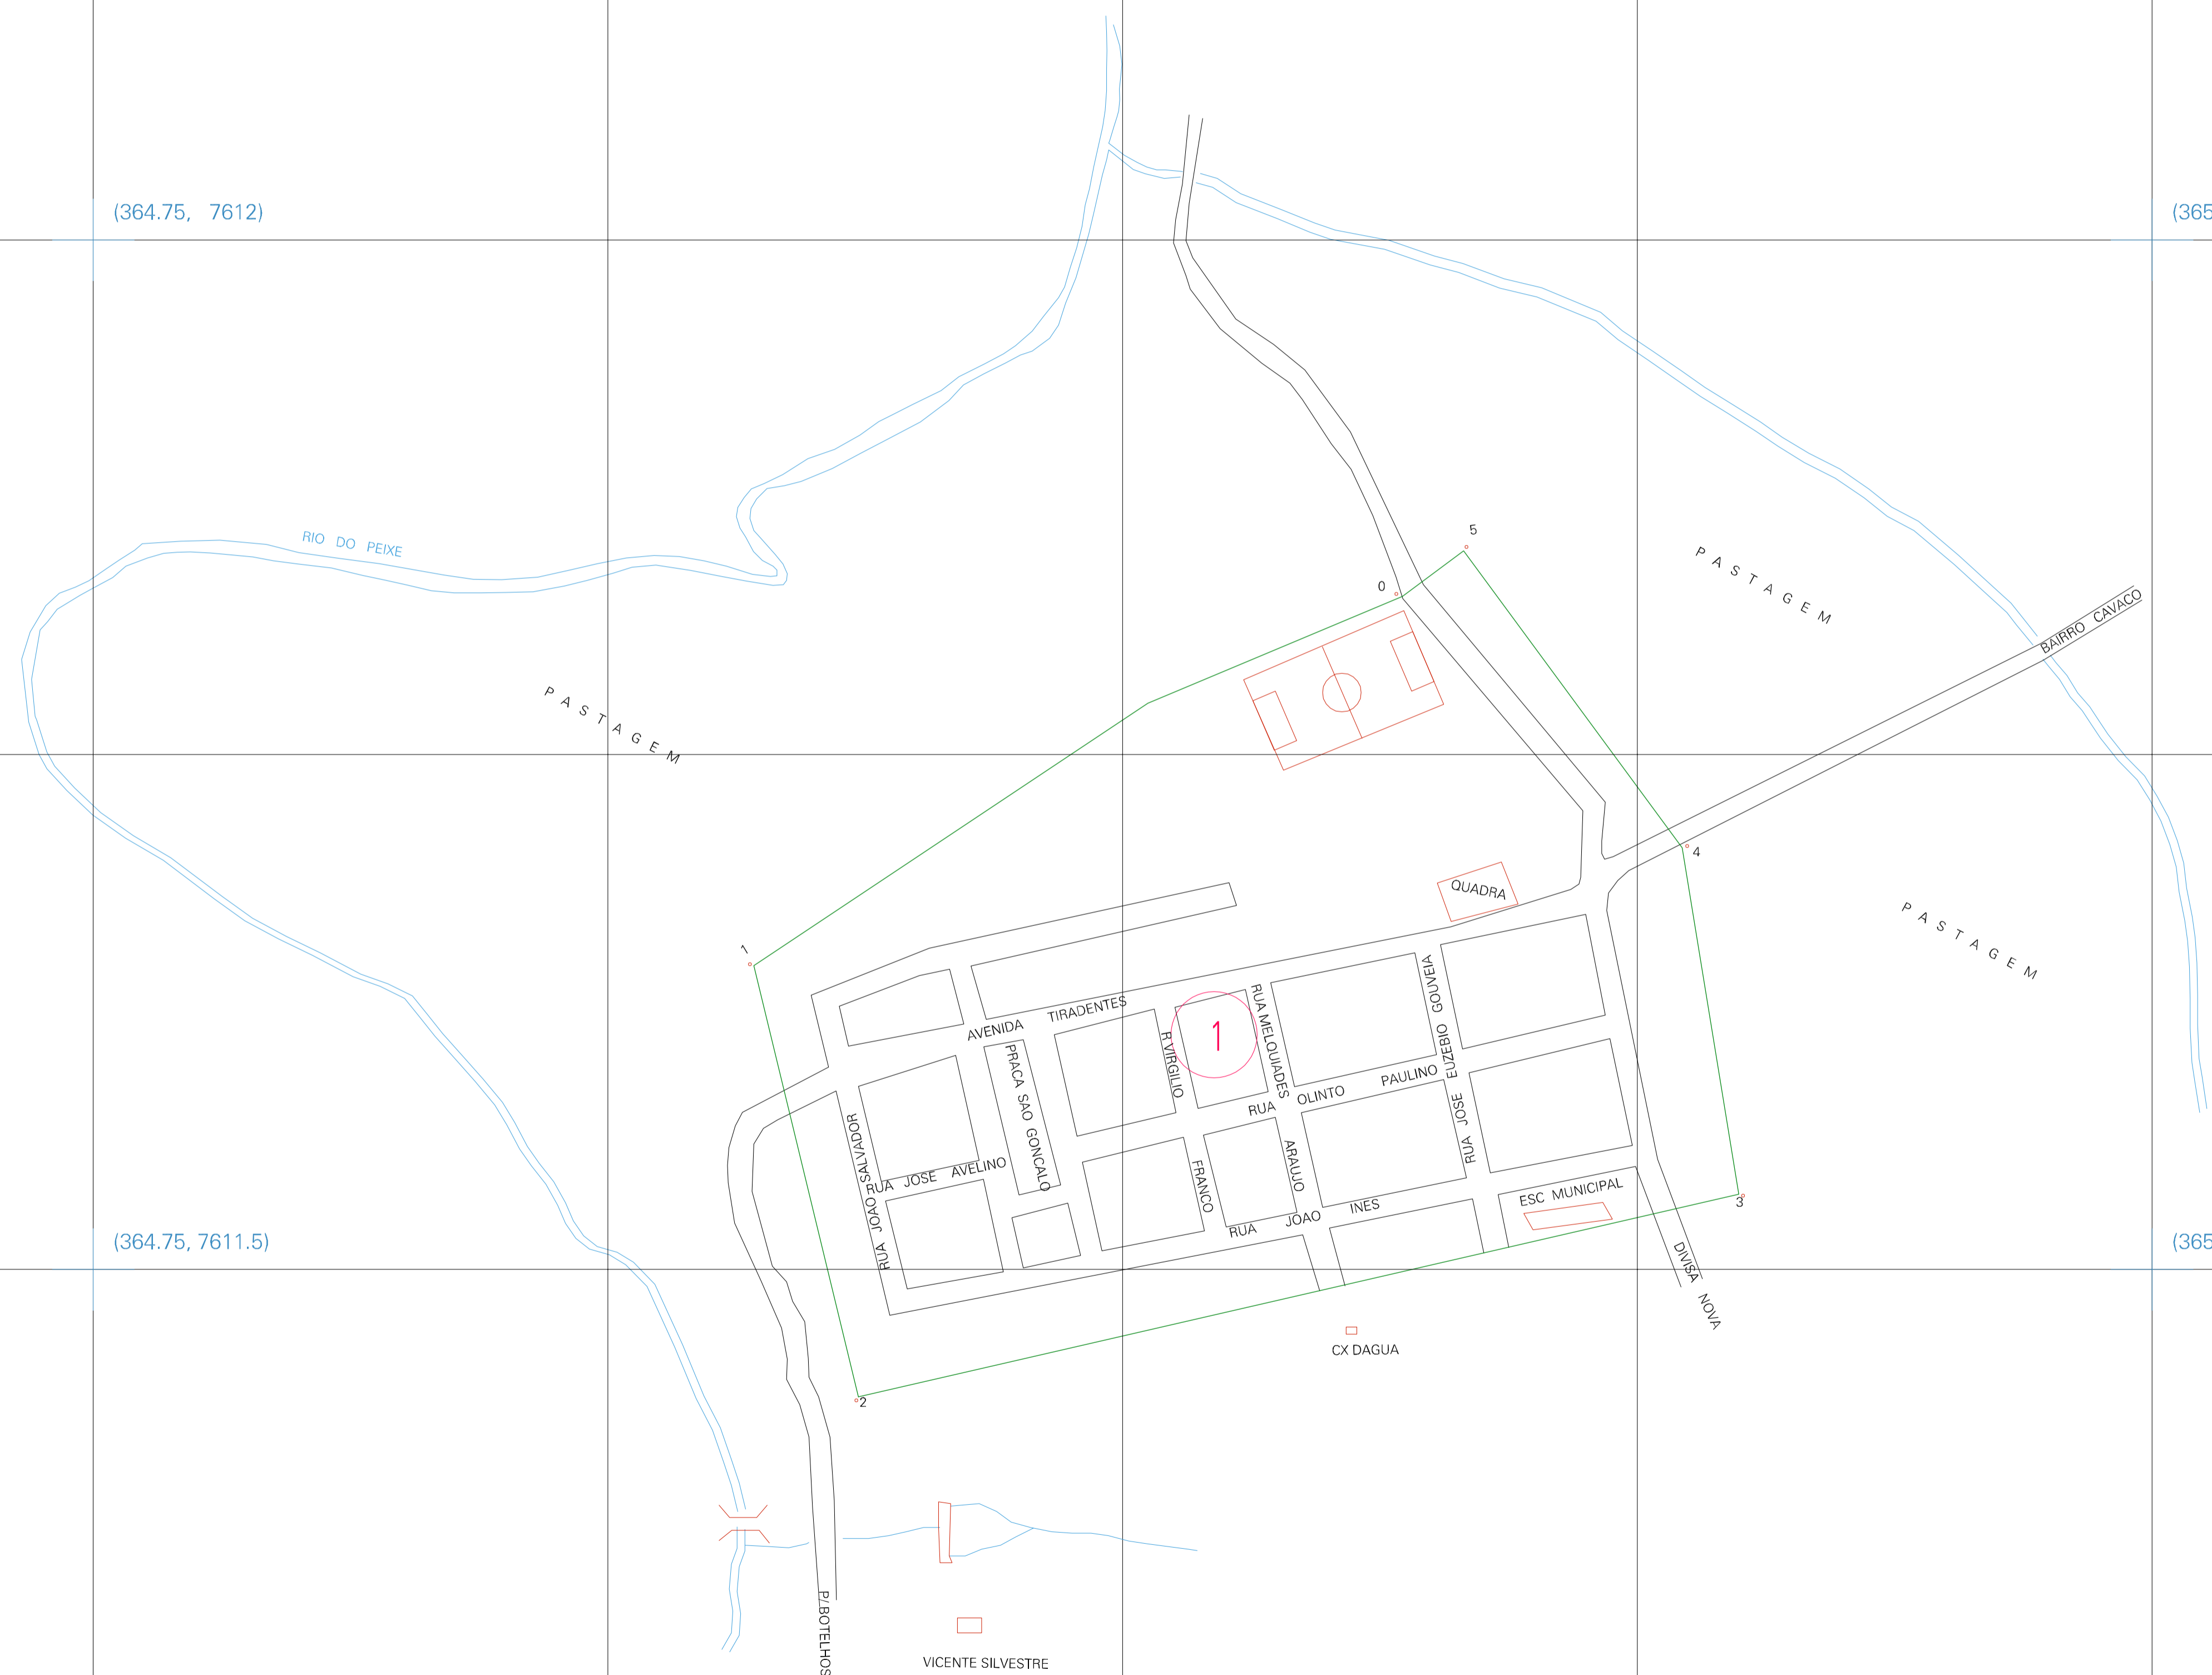 (364.75, 7612)
(365
5
RIO DO PEIXE
0
PASTAGEM
BAIRRO CAVACO
PASTAGEM
4
QUADRA
PASTAGEM
1
AVENIDA TIRADENTES
RUA MELQUIADES ARAUJO
RUA JOSE EUZEBIO GOUVEIA
1
R VIRGILIO FRANCO
PRACA SAO GONCALO
RUA OLINTO PAULINO
RUA JOAO SALVADOR
RUA JOSE AVELINO
ESC MUNICIPAL
3
RUA JOAO INES
(364.75, 7611.5)
(365
DIVISA NOVA
CX DAGUA
2
P/.BOTELHOS
VICENTE SILVESTRE